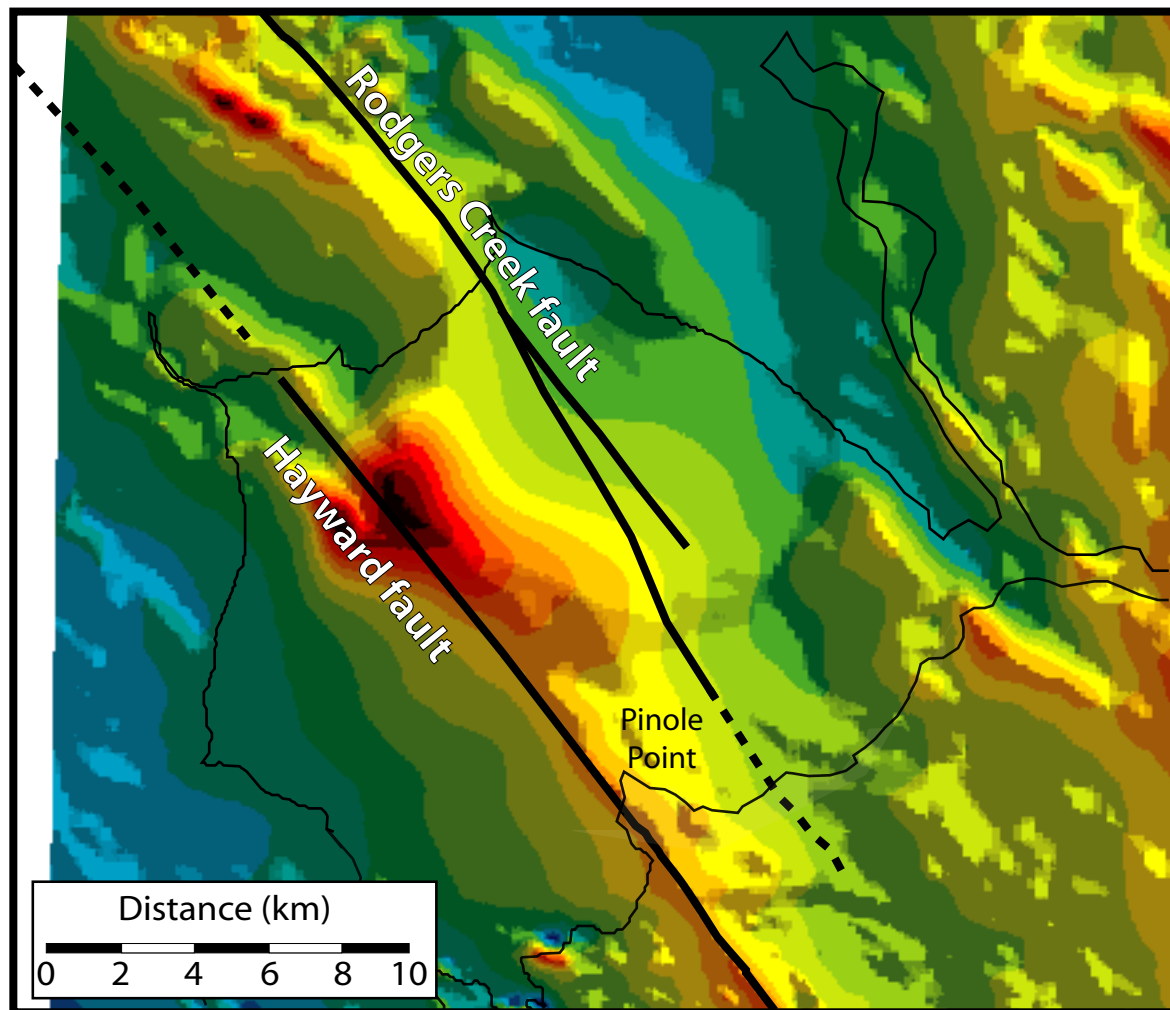 Rodgers Creek fault
Hayward fault
Pinole
Point
Distance (km)
0 2 4 6 8 10